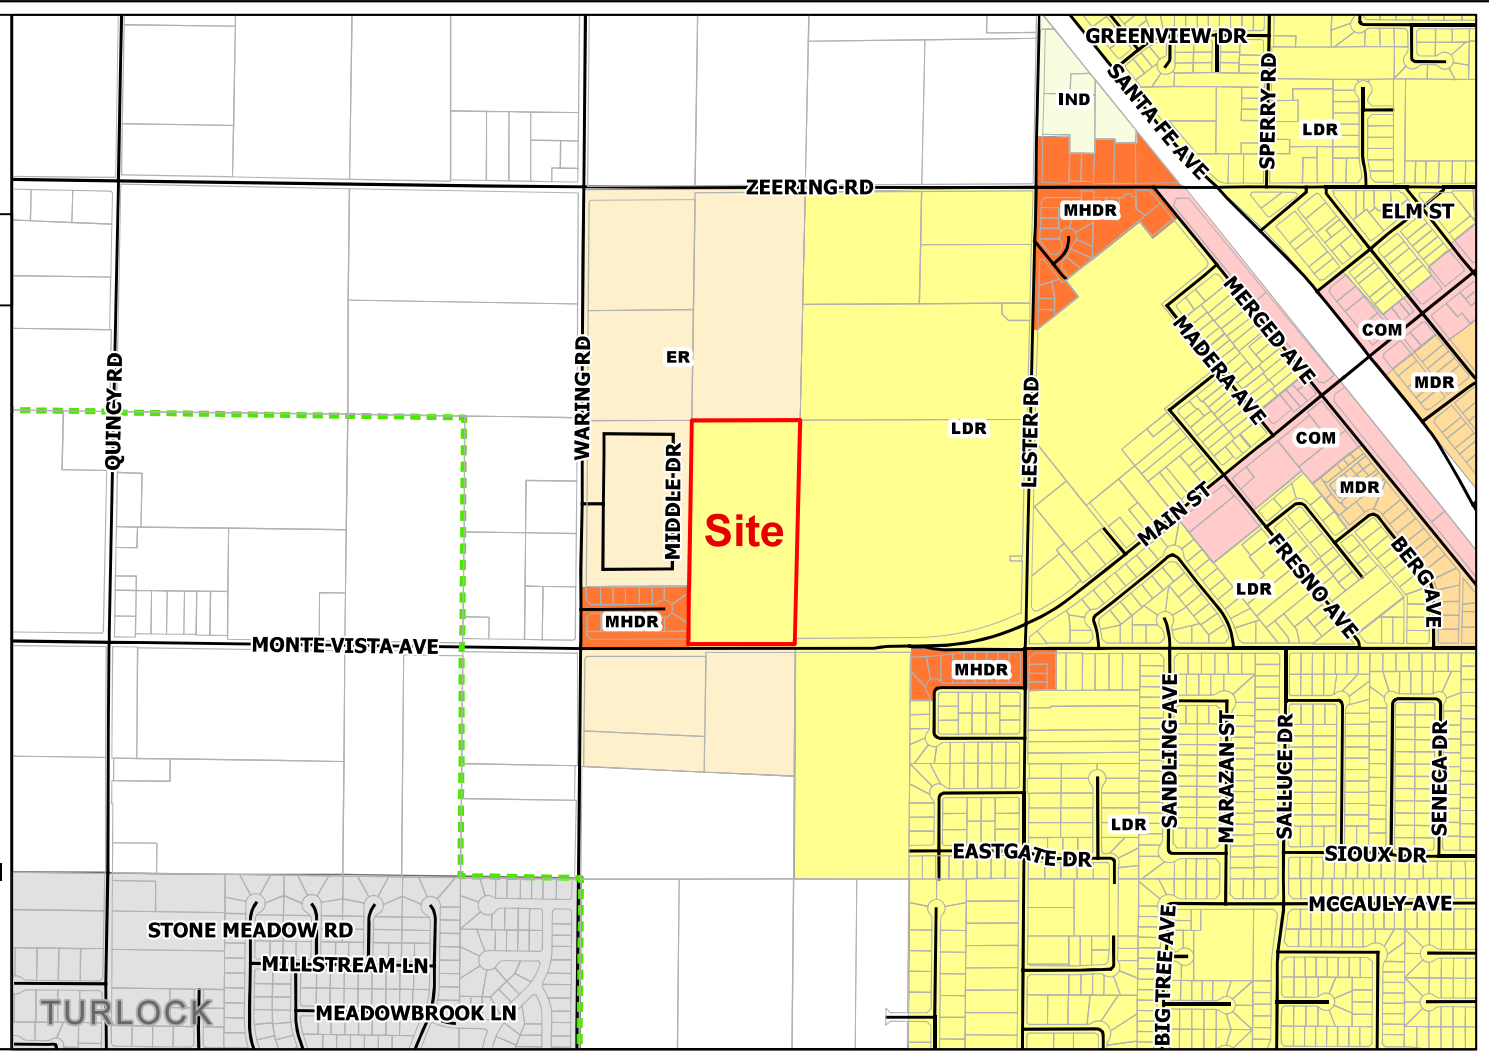 GREENVIEW DR
SANTA FE AVE
SPERRY RD
IND
LDR
ZEERING RD
MHDR
ELM ST
MERCED AVE
COM
MADERA AVE
MDR
QUINCY RD
WARING RD
ER
LESTER RD
LDR
COM
MIDDLE DR
MDR
Site
MAIN ST
FRESNO AVE
BERG AVE
LDR
MHDR
MONTE VISTA AVE
MHDR
SANDLING AVE
MARAZAN ST
SALLUCE DR
SENECA DR
LDR
EASTGATE DR
SIOUX DR
MCCAULY AVE
STONE MEADOW RD
BIG TREE AVE
MILLSTREAM LN
TURLOCK
MEADOWBROOK LN